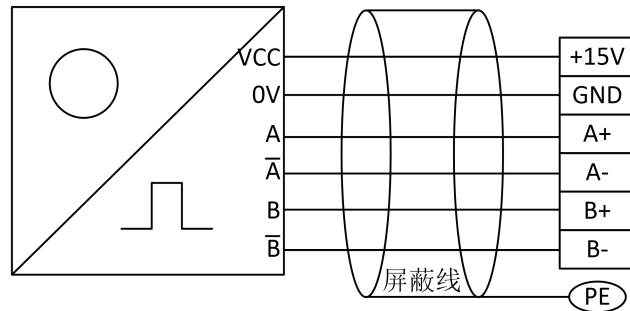 VCC +15V
0V GND
A A+
A̅ A-
B B+
B̅ B-
屏蔽线
PE